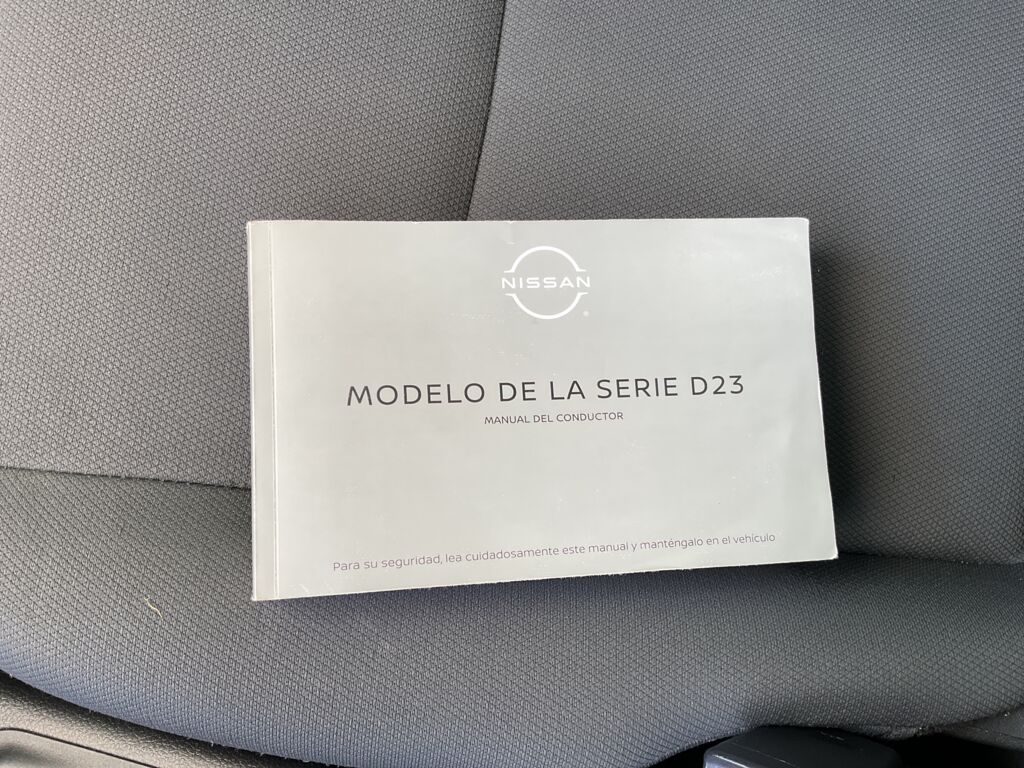 NISSAN
MODELO DE LA SERIE D23
MANUAL DEL CONDUCTOR
Para su seguridad, lea cuidadosamente este manual y manténgalo en el vehículo